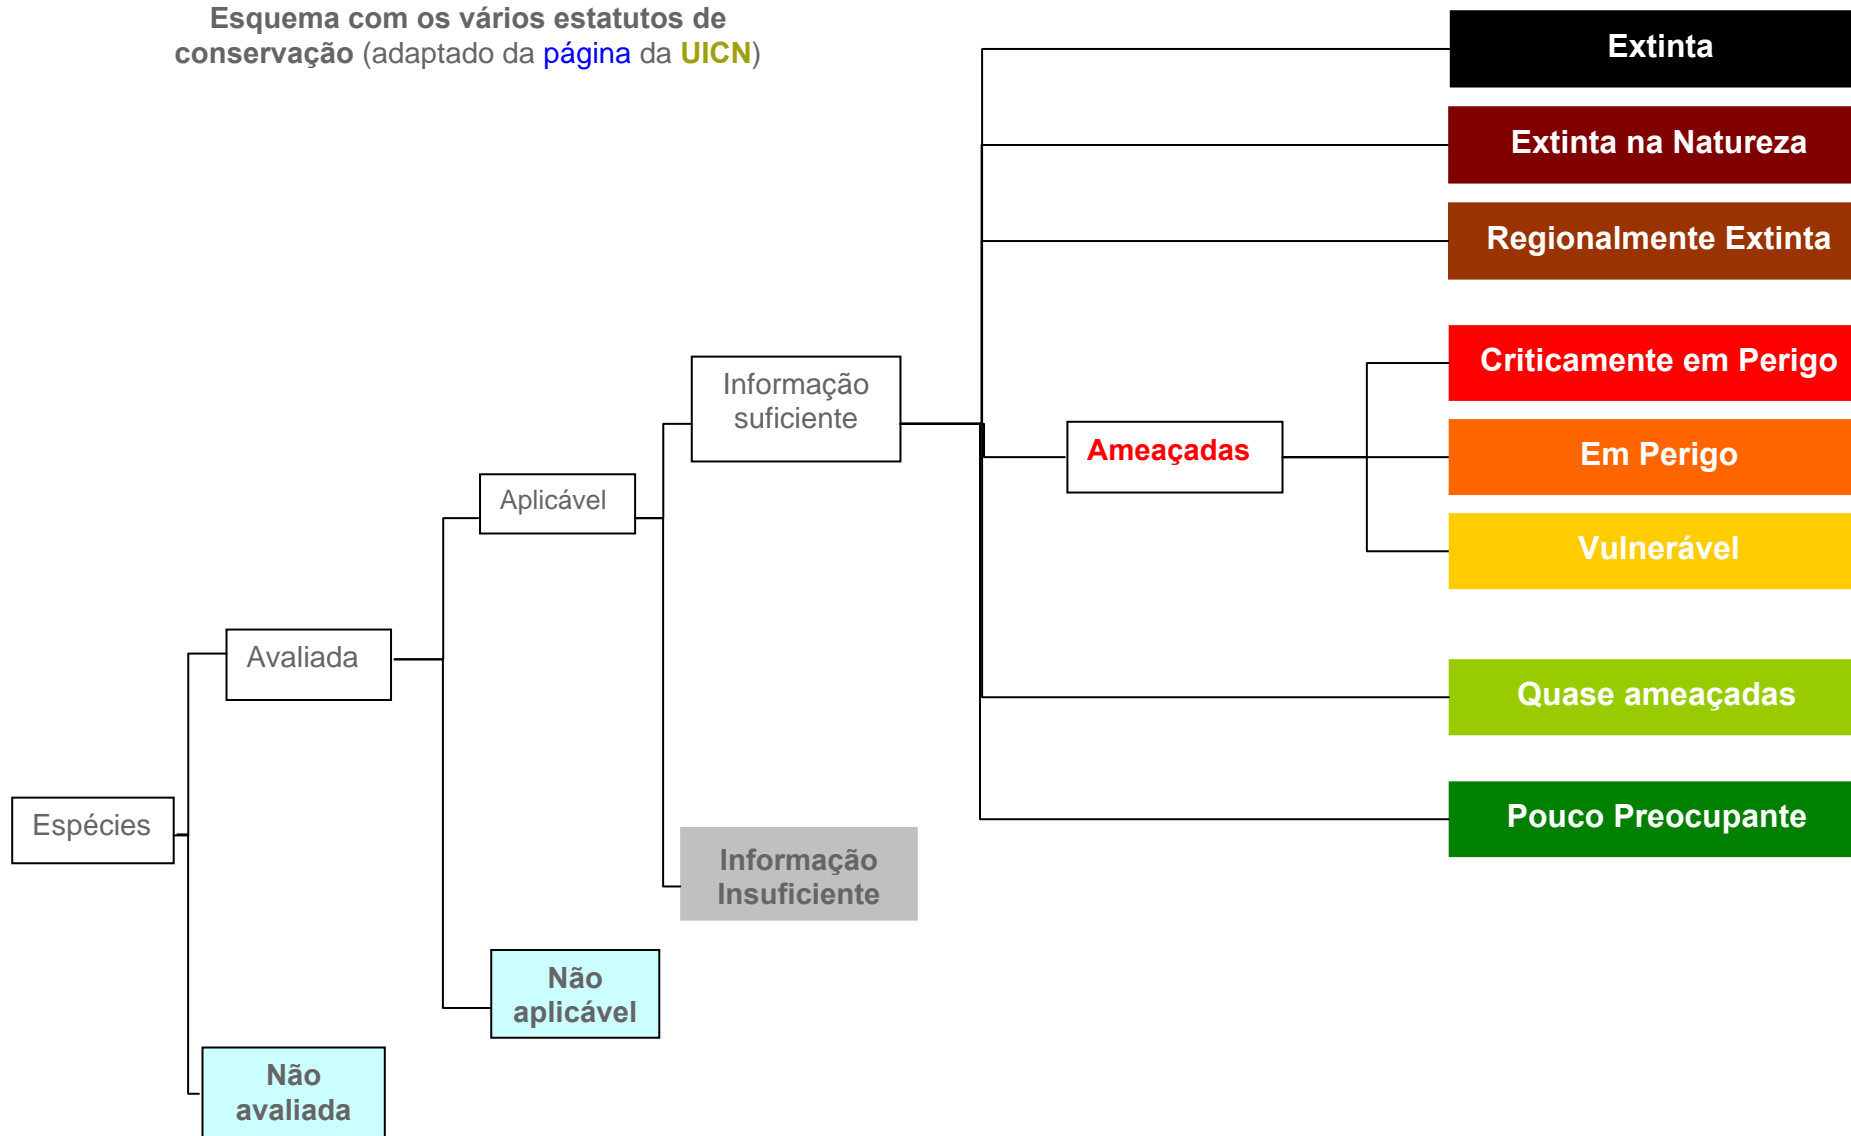 Esquema com os vários estatutos de
conservação (adaptado da página da UICN)
Extinta
Extinta na Natureza
Regionalmente Extinta
Criticamente em Perigo
Informação
suficiente
Ameaçadas
Em Perigo
Aplicável
Vulnerável
Avaliada
Quase ameaçadas
Espécies
Pouco Preocupante
Informação
Insuficiente
Não
aplicável
Não
avaliada